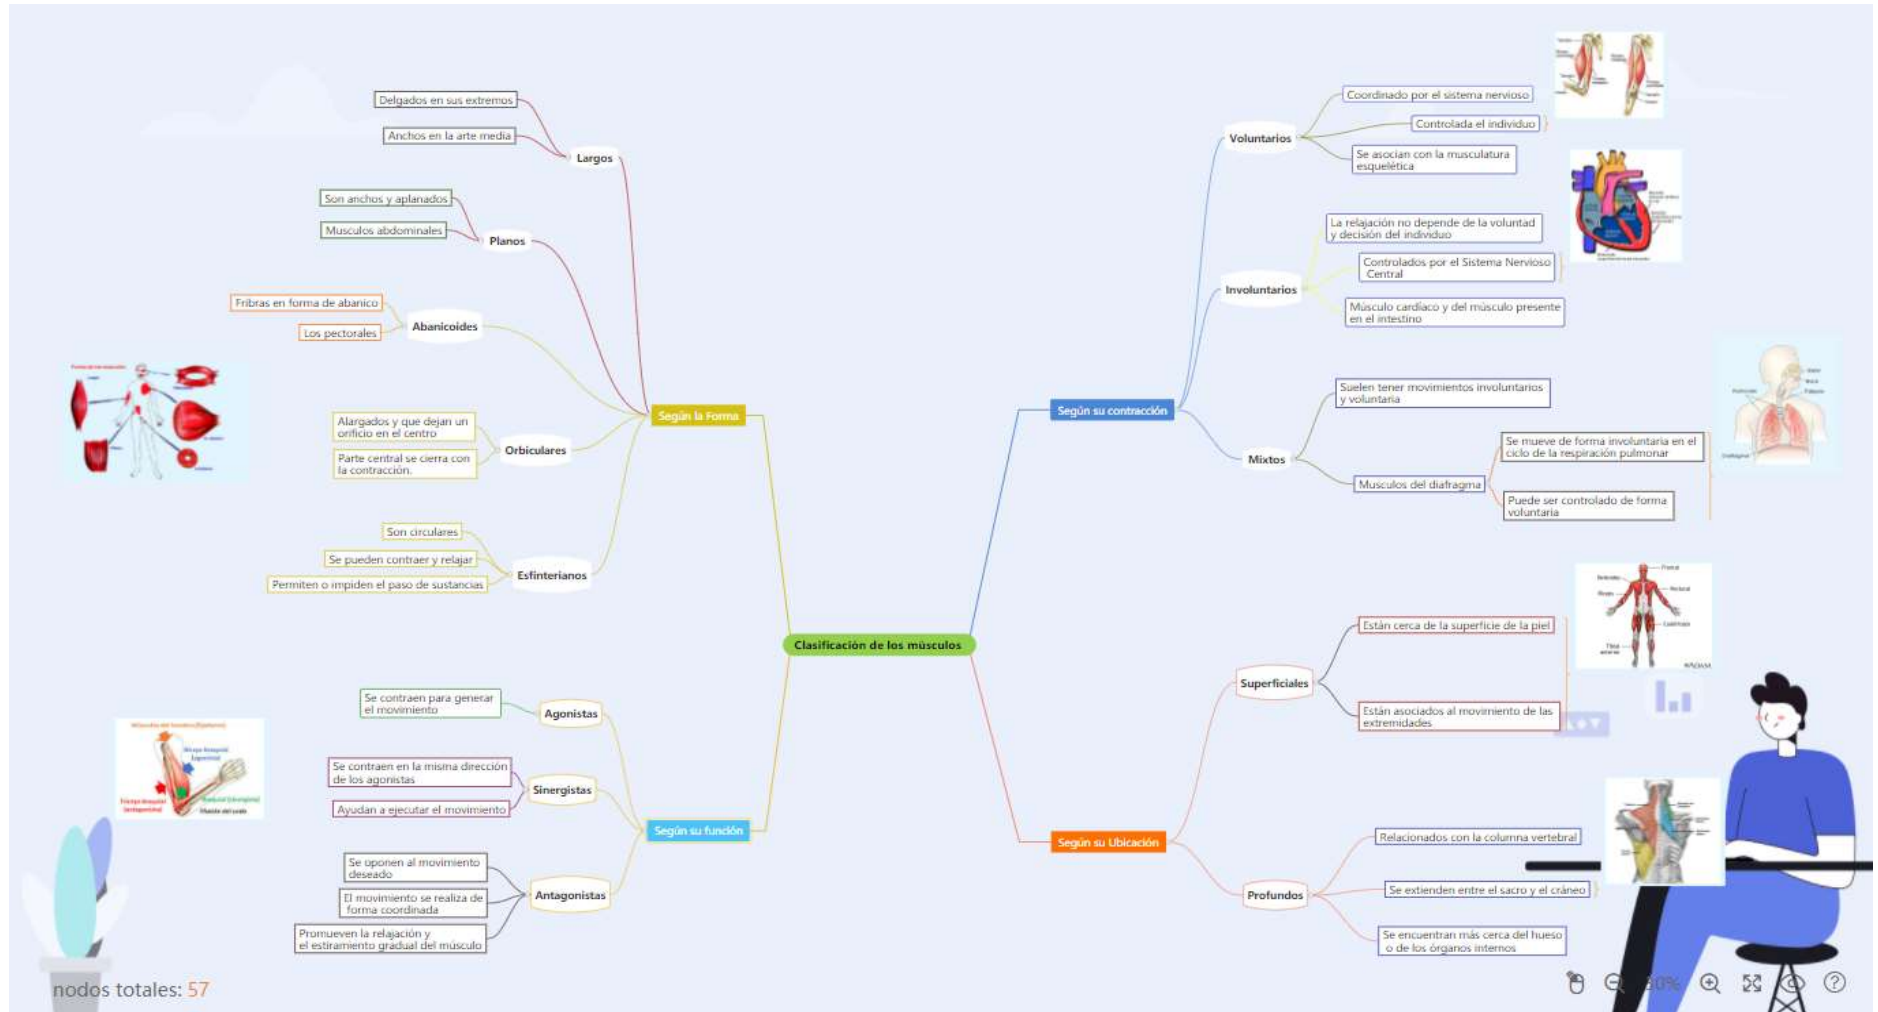 Clasificación de los músculos
Según la Forma
Largos
Delgados en sus extremos
Anchos en la arte media
Planos
Son anchos y aplanados
Musculos abdominales
Abanicoides
Fribras en forma de abanico
Los pectorales
Orbiculares
Alargados y que dejan un
orificio en el centro
Parte central se cierra con
la contracción.
Esfinterianos
Son circulares
Se pueden contraer y relajar
Permiten o impiden el paso de sustancias
Según su función
Agonistas
Se contraen para generar
el movimiento
Sinergistas
Se contraen en la misma dirección
de los agonistas
Ayudan a ejecutar el movimiento
Antagonistas
Se oponen al movimiento
deseado
El movimiento se realiza de
forma coordinada
Promueven la relajación y
el estiramiento gradual del músculo
Según su contracción
Voluntarios
Coordinado por el sistema nervioso
Controlada el individuo
Se asocian con la musculatura
esquelética
Involuntarios
La relajación no depende de la voluntad
y decisión del individuo
Controlados por el Sistema Nervioso
Central
Músculo cardíaco y del músculo presente
en el intestino
Mixtos
Suelen tener movimientos involuntarios
y voluntaria
Musculos del diafragma
Se mueve de forma involuntaria en el
ciclo de la respiración pulmonar
Puede ser controlado de forma
voluntaria
Según su Ubicación
Superficiales
Están cerca de la superficie de la piel
Están asociados al movimiento de las
extremidades
Profundos
Relacionados con la columna vertebral
Se extienden entre el sacro y el cráneo
Se encuentran más cerca del hueso
o de los órganos internos
nodos totales: 57